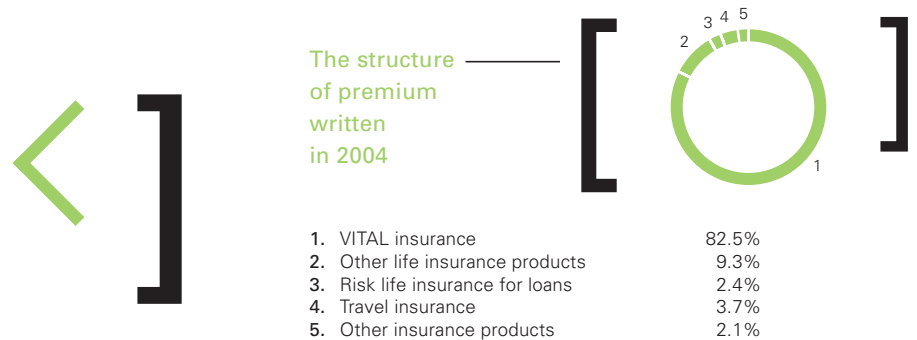 The structure
of premium
written
in 2004
5
4
3
2
1
1. VITAL insurance 82.5%
2. Other life insurance products 9.3%
3. Risk life insurance for loans 2.4%
4. Travel insurance 3.7%
5. Other insurance products 2.1%